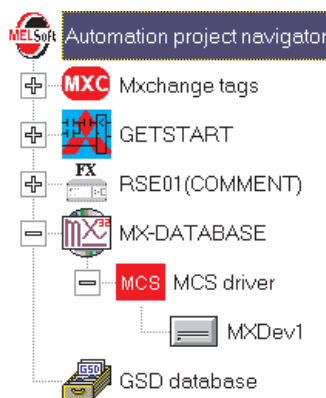 MELSoft Automation project navigator
MXC Mxchange tags
GETSTART
FX RSE01(COMMENT)
MX32 MX-DATABASE
MCS MCS driver
MXDev1
GSD GSD database